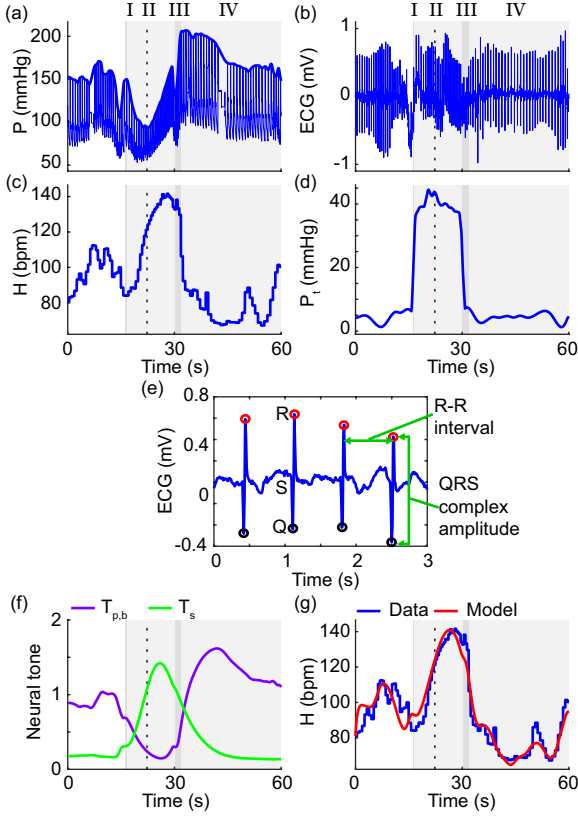 (a) I II III IV
(b) I II III IV
P (mmHg)
200
150
100
50
ECG (mV)
1
0
-1
(c)
(d)
H (bpm)
140
120
100
80
0 30 60
Time (s)
P_t (mmHg)
40
20
0
0 30 60
Time (s)
(e)
ECG (mV)
0.8
0.4
0
-0.4
R
S
Q
0 1 2 3
Time (s)
R-R
interval
QRS
complex
amplitude
(f) T_p,b T_s
Neural tone
2
1
0
0 30 60
Time (s)
(g) Data Model
H (bpm)
140
120
100
80
0 30 60
Time (s)